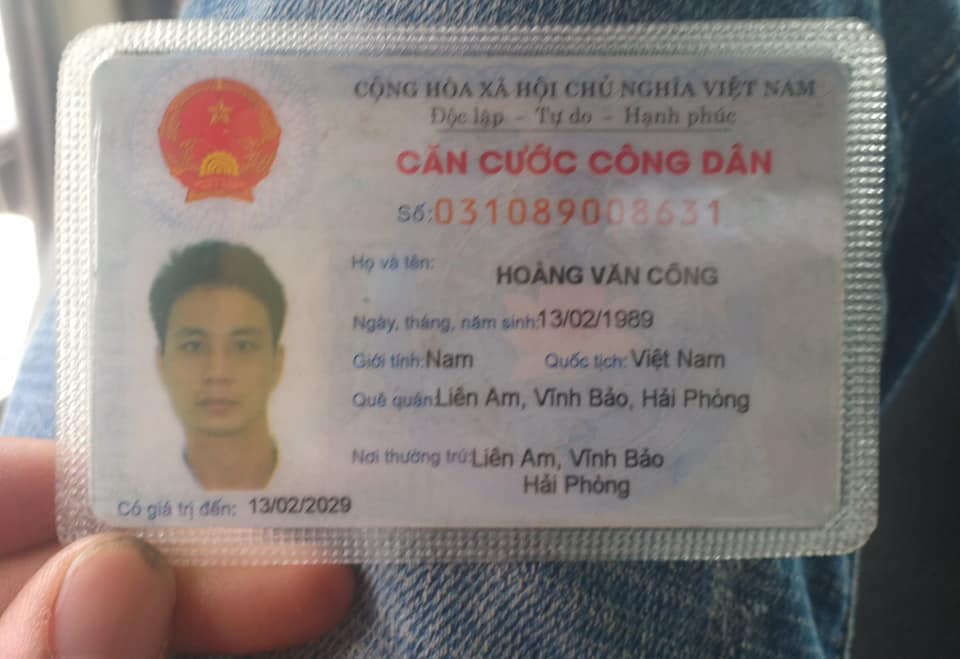 CỘNG HÒA XÃ HỘI CHỦ NGHĨA VIỆT NAM
Độc lập - Tự do - Hạnh phúc
CĂN CƯỚC CÔNG DÂN
Số: 031089008631
Họ và tên: HOÀNG VĂN CÔNG
Ngày, tháng, năm sinh: 13/02/1989
Giới tính: Nam Quốc tịch: Việt Nam
Quê quán: Liên Am, Vĩnh Bảo, Hải Phòng
Nơi thường trú: Liên Am, Vĩnh Bảo
Hải Phòng
Có giá trị đến: 13/02/2029